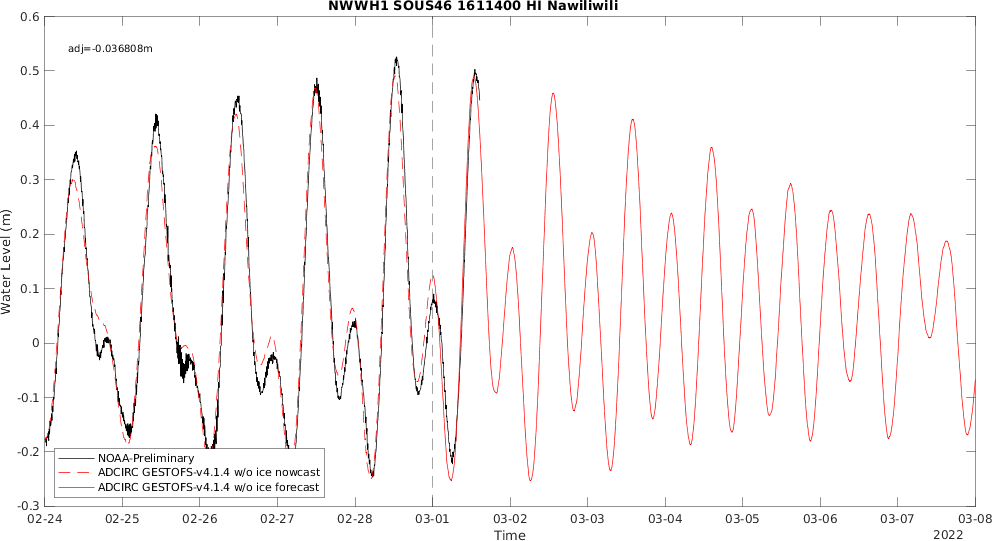 NWWH1 SOUS46 1611400 HI Nawiliwili
adj=-0.036808m
0.6
0.5
0.4
0.3
0.2
0.1
0
-0.1
-0.2
-0.3
Water Level (m)
NOAA-Preliminary
ADCIRC GESTOFS-v4.1.4 w/o ice nowcast
ADCIRC GESTOFS-v4.1.4 w/o ice forecast
02-24 02-25 02-26 02-27 02-28 03-01 03-02 03-03 03-04 03-05 03-06 03-07 03-08
Time
2022